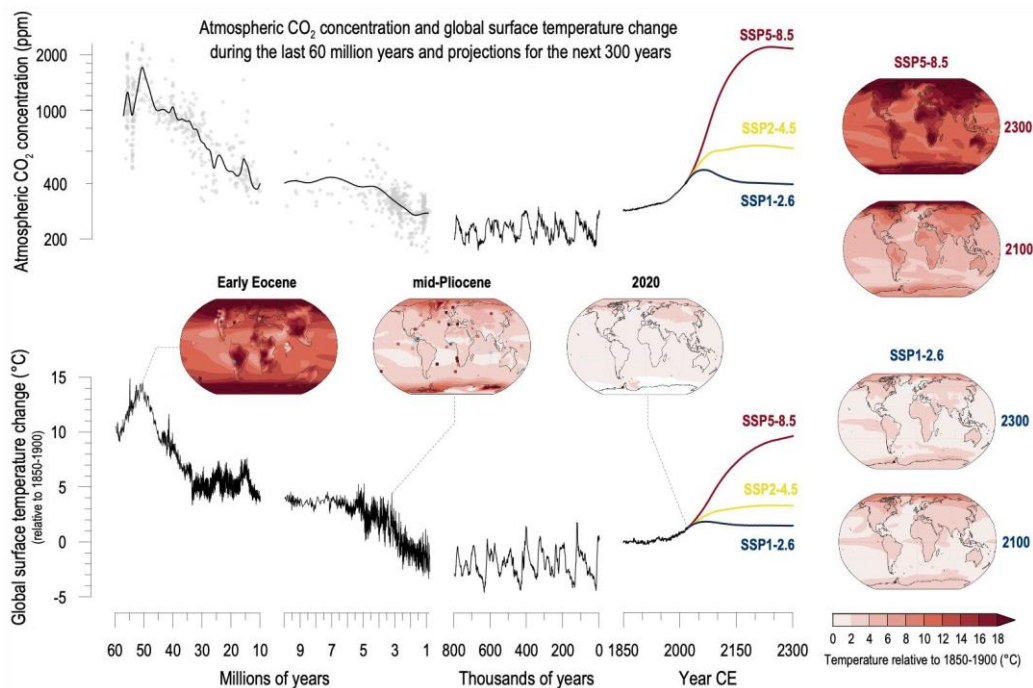 Atmospheric CO₂ concentration and global surface temperature change
during the last 60 million years and projections for the next 300 years
Atmospheric CO₂ concentration (ppm)
2000
1000
400
200
SSP5-8.5
SSP2-4.5
SSP1-2.6
SSP5-8.5
2300
2100
Early Eocene
mid-Pliocene
2020
Global surface temperature change (°C)
(relative to 1850-1900)
15
10
5
0
-5
SSP5-8.5
SSP2-4.5
SSP1-2.6
SSP1-2.6
2300
2100
60 50 40 30 20 10
9 7 5 3 1
800 600 400 200 0
1850 2000 2150 2300
Millions of years
Thousands of years
Year CE
0 2 4 6 8 10 12 14 16 18
Temperature relative to 1850-1900 (°C)